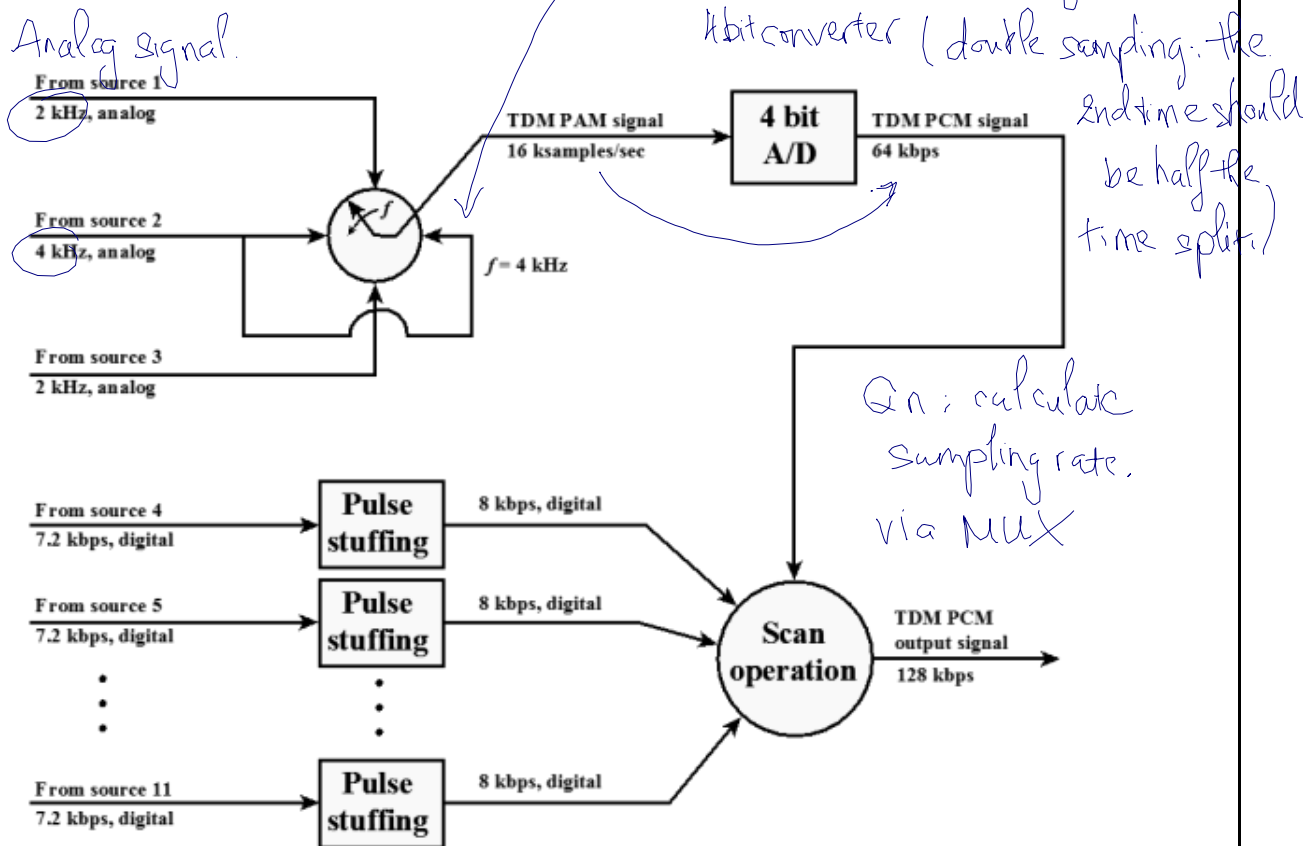 Analog signal.
4bit converter (double sampling: the
2nd time should
be half the
time split.)
From source 1
2 kHz, analog
TDM PAM signal
16 ksamples/sec
4 bit
A/D
TDM PCM signal
64 kbps
From source 2
4 kHz, analog
f
f = 4 kHz
From source 3
2 kHz, analog
Qn: calculate
sampling rate.
via MUX
From source 4
7.2 kbps, digital
Pulse
stuffing
8 kbps, digital
From source 5
7.2 kbps, digital
Pulse
stuffing
8 kbps, digital
Scan
operation
TDM PCM
output signal
128 kbps
From source 11
7.2 kbps, digital
Pulse
stuffing
8 kbps, digital